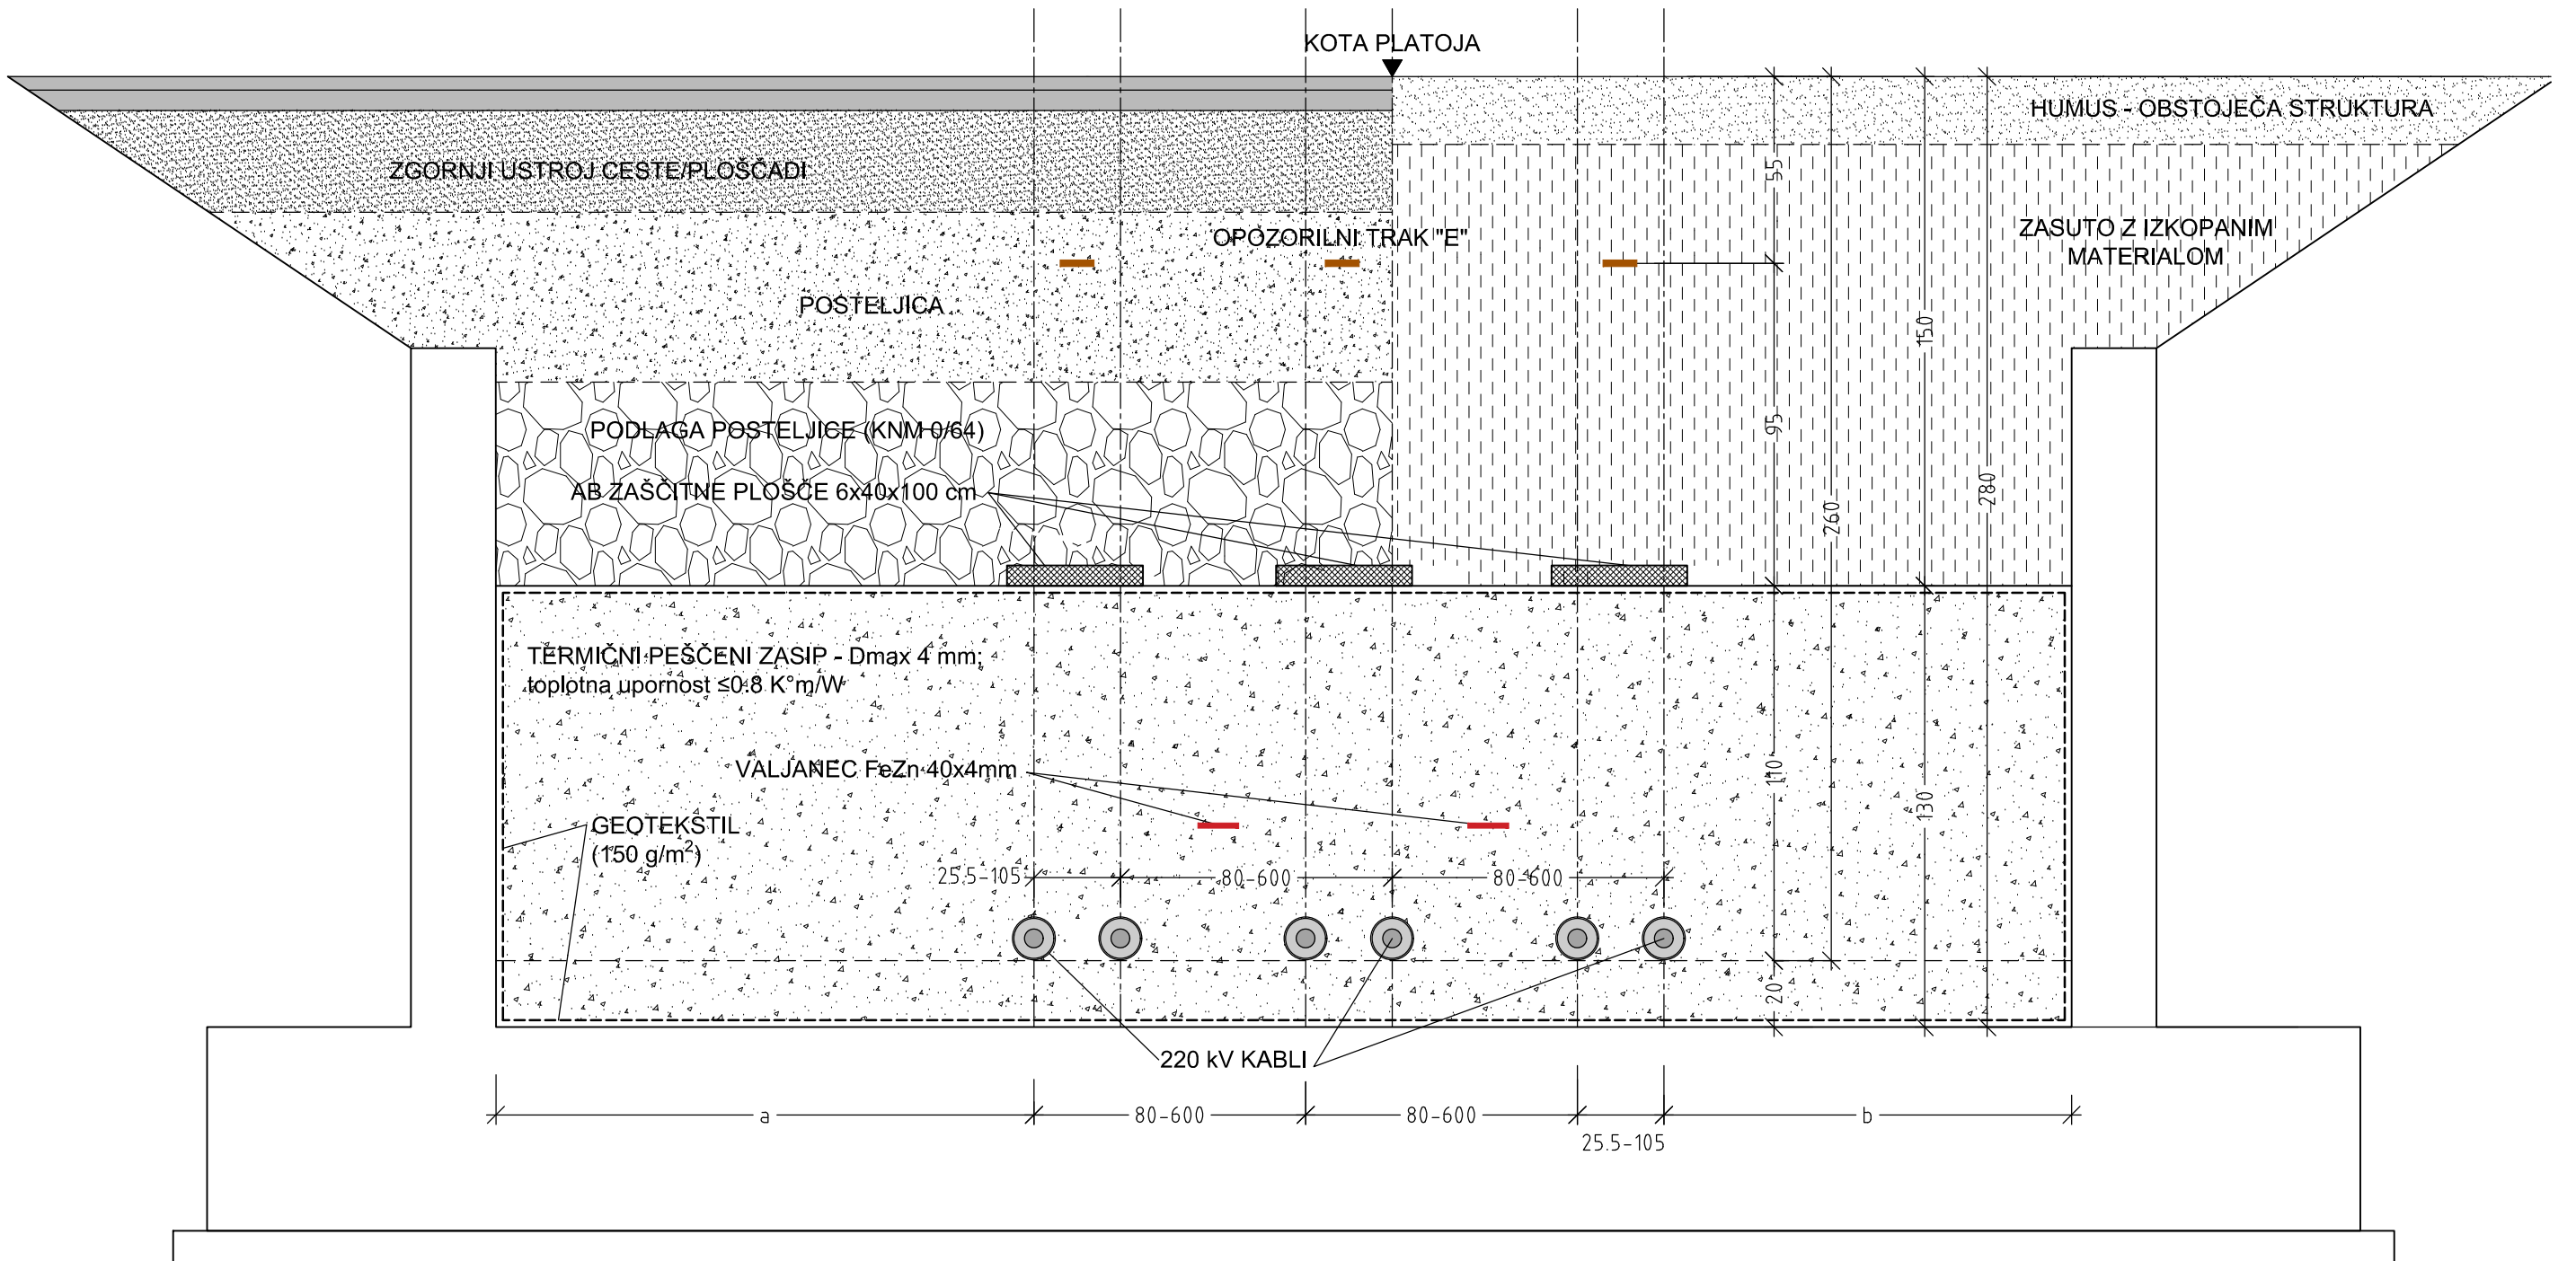 KOTA PLATOJA
HUMUS - OBSTOJEČA STRUKTURA
ZGORNJI USTROJ CESTE/PLOŠČADI
55
OPOZORILNI TRAK "E"
ZASUTO Z IZKOPANIM
MATERIALOM
POSTELJICA
150
PODLAGA POSTELJICE (KNM 0/64)
95
AB ZAŠČITNE PLOŠČE 6x40x100 cm
280
260
TERMIČNI PEŠČENI ZASIP - Dmax 4 mm;
toplotna upornost ≤0.8 K°m/W
VALJANEC FeZn 40x4mm
110
130
GEOTEKSTIL
(150 g/m²)
25.5-105
80-600
80-600
20
220 kV KABLI
a
80-600
80-600
b
25.5-105